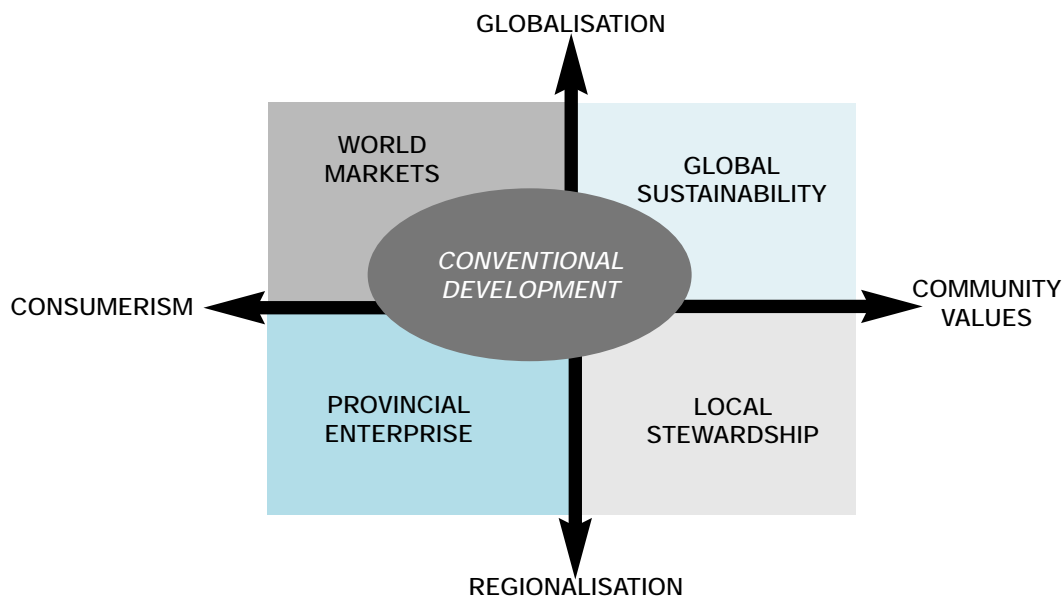 GLOBALISATION
WORLD
MARKETS
GLOBAL
SUSTAINABILITY
CONVENTIONAL
DEVELOPMENT
CONSUMERISM
COMMUNITY
VALUES
PROVINCIAL
ENTERPRISE
LOCAL
STEWARDSHIP
REGIONALISATION